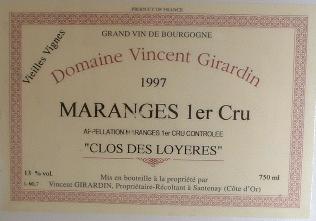 PRODUCT OF FRANCE
GRAND VIN DE BOURGOGNE
Vieilles Vignes
Domaine Vincent Girardin
1997
MARANGES 1er Cru
APPELLATION MARANGES 1er CRU CONTROLEE
"CLOS DES LOYERES"
13 % vol.
Mis en bouteille à la propriété par
750 ml
Vincent GIRARDIN, Propriétaire-Récoltant à Santenay (Côte d'Or)